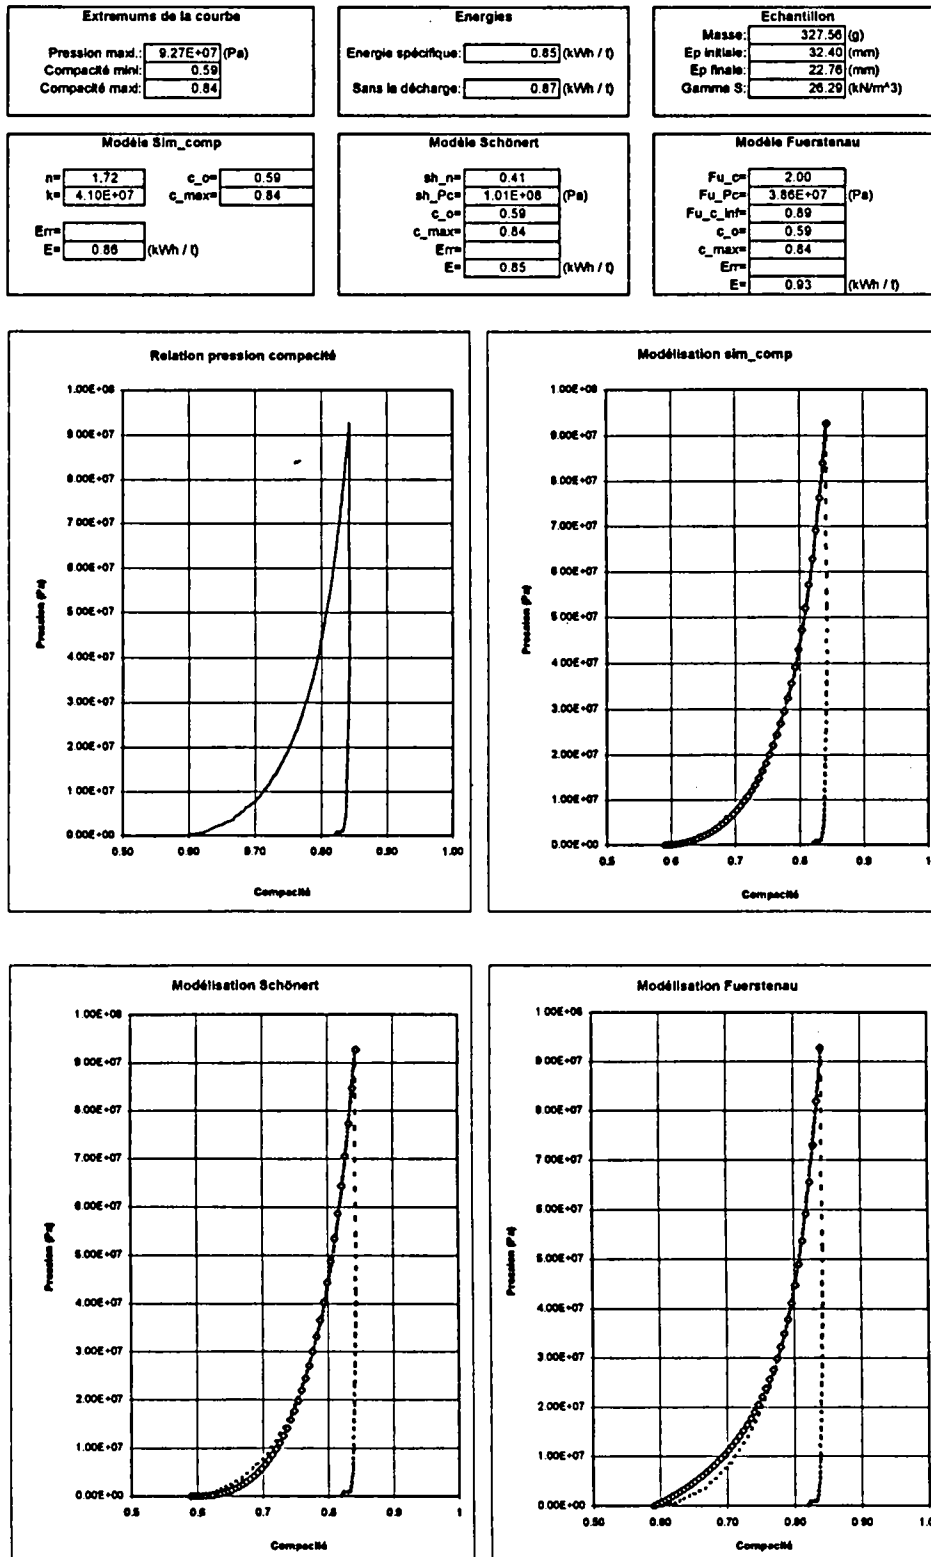 Extremums de la courbe
Pression maxi.: 9.27E+07 (Pa)
Compacité mini: 0.59
Compacité maxi: 0.84
Energies
Energie spécifique: 0.85 (kWh / t)
Sans la décharge: 0.87 (kWh / t)
Echantillon
Masse: 327.56 (g)
Ep initiale: 32.40 (mm)
Ep finale: 22.76 (mm)
Gamma S: 26.29 (kN/m^3)
Modèle Sim_comp
n= 1.72 c_o= 0.59
k= 4.10E+07 c_max= 0.84
Err=
E= 0.86 (kWh / t)
Modèle Schönert
sh_n= 0.41
sh_Pc= 1.01E+08 (Pa)
c_o= 0.59
c_max= 0.84
Err=
E= 0.85 (kWh / t)
Modèle Fuerstenau
Fu_c= 2.00
Fu_Pc= 3.86E+07 (Pa)
Fu_c_inf= 0.89
c_o= 0.59
c_max= 0.84
Err=
E= 0.93 (kWh / t)
Relation pression compacité
1.00E+08
9.00E+07
8.00E+07
7.00E+07
6.00E+07
5.00E+07
4.00E+07
3.00E+07
2.00E+07
1.00E+07
0.00E+00
Pression (Pa)
0.50 0.60 0.70 0.80 0.90 1.00
Compacité
Modélisation sim_comp
1.00E+08
9.00E+07
8.00E+07
7.00E+07
6.00E+07
5.00E+07
4.00E+07
3.00E+07
2.00E+07
1.00E+07
0.00E+00
Pression (Pa)
0.5 0.6 0.7 0.8 0.9 1
Compacité
Modélisation Schönert
1.00E+08
9.00E+07
8.00E+07
7.00E+07
6.00E+07
5.00E+07
4.00E+07
3.00E+07
2.00E+07
1.00E+07
0.00E+00
Pression (Pa)
0.5 0.6 0.7 0.8 0.9 1
Compacité
Modélisation Fuerstenau
1.00E+08
9.00E+07
8.00E+07
7.00E+07
6.00E+07
5.00E+07
4.00E+07
3.00E+07
2.00E+07
1.00E+07
0.00E+00
Pression (Pa)
0.50 0.60 0.70 0.80 0.90 1.00
Compacité